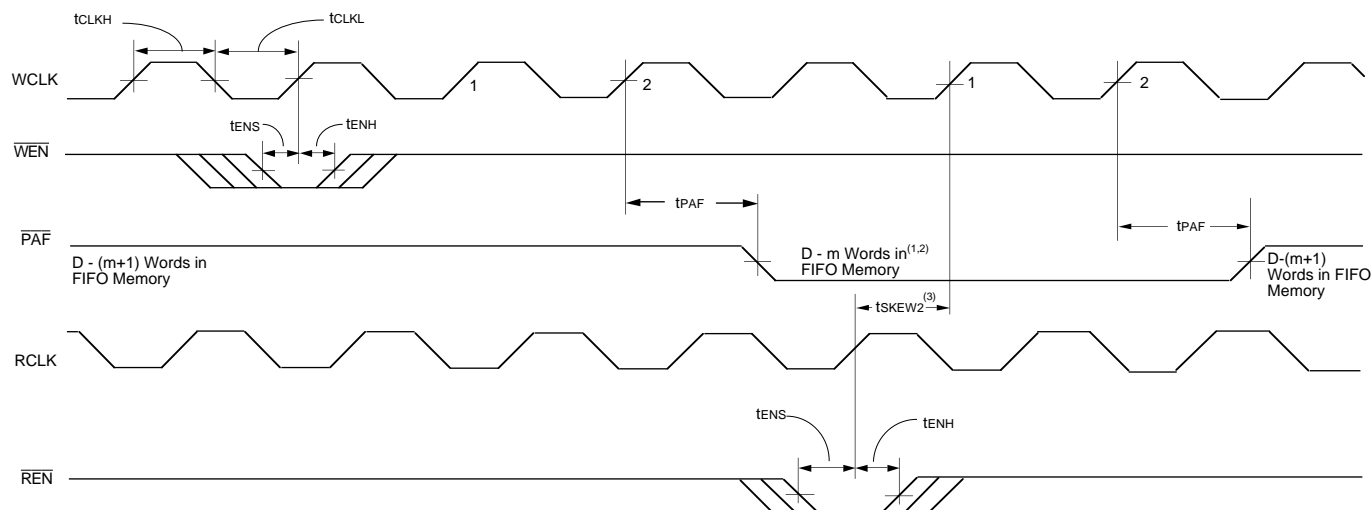 tCLKH
tCLKL
WCLK
1
2
1
2
tENS
tENH
WEN
tPAF
tPAF
PAF
D - (m+1) Words in
FIFO Memory
D - m Words in(1,2)
FIFO Memory
D-(m+1)
Words in FIFO
Memory
tSKEW2(3)
RCLK
tENS
tENH
REN